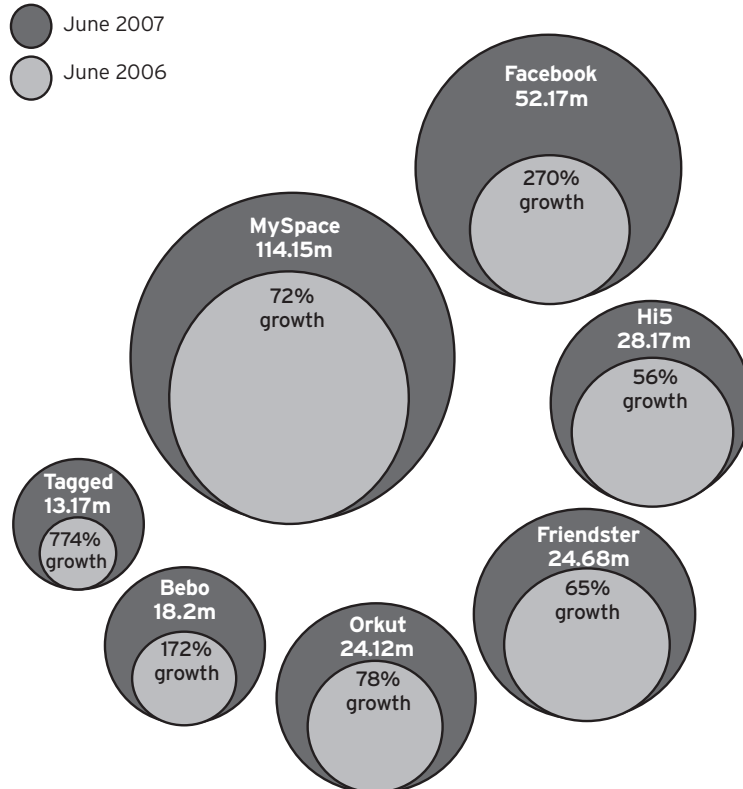 June 2007
June 2006
Facebook
52.17m
270%
growth
MySpace
114.15m
72%
growth
Hi5
28.17m
56%
growth
Tagged
13.17m
774%
growth
Friendster
24.68m
65%
growth
Bebo
18.2m
172%
growth
Orkut
24.12m
78%
growth